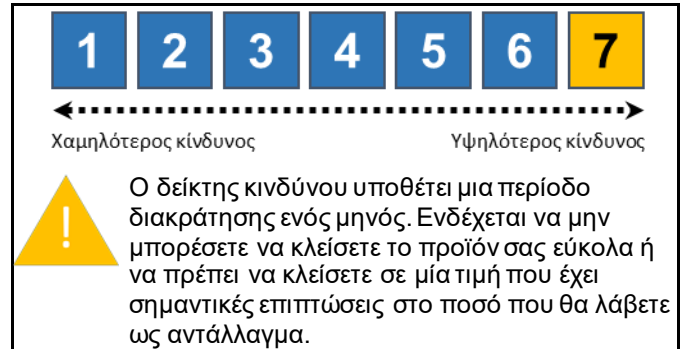 1 2 3 4 5 6 7
Χαμηλότερος κίνδυνος Υψηλότερος κίνδυνος
!
Ο δείκτης κινδύνου υποθέτει μια περίοδο
διακράτησης ενός μηνός. Ενδέχεται να μην
μπορέσετε να κλείσετε το προϊόν σας εύκολα ή
να πρέπει να κλείσετε σε μία τιμή που έχει
σημαντικές επιπτώσεις στο ποσό που θα λάβετε
ως αντάλλαγμα.